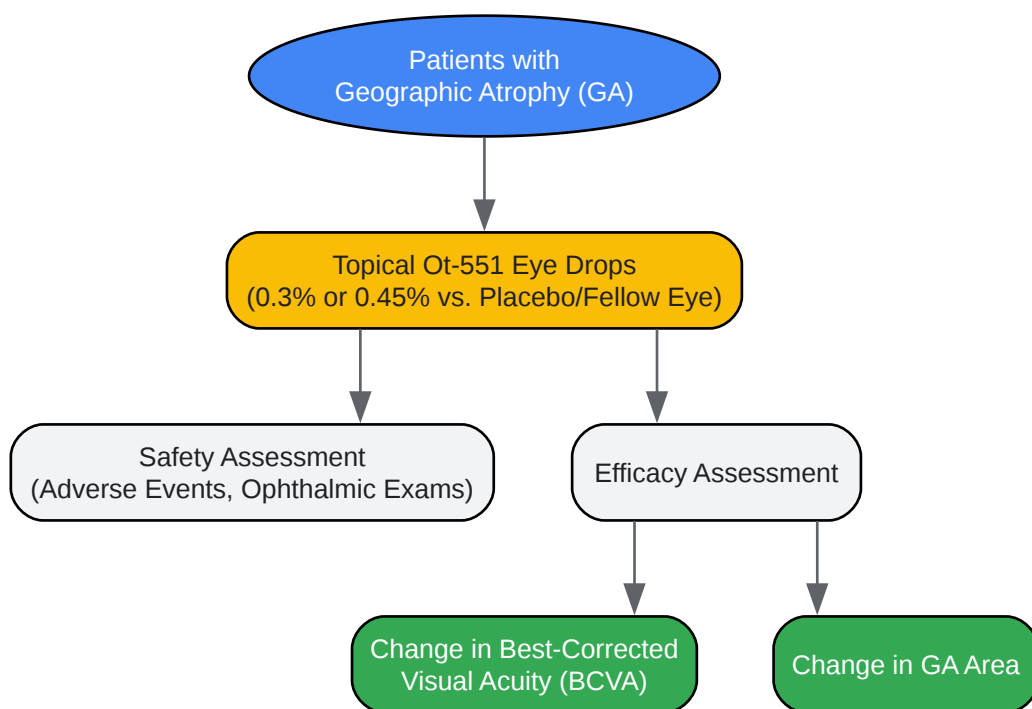 Patients with
Geographic Atrophy (GA)
Topical Ot-551 Eye Drops
(0.3% or 0.45% vs. Placebo/Fellow Eye)
Safety Assessment
(Adverse Events, Ophthalmic Exams)
Efficacy Assessment
Change in Best-Corrected
Visual Acuity (BCVA)
Change in GA Area